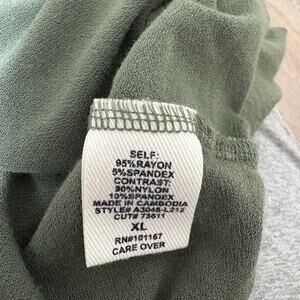 SELF:
95%RAYON
5%SPANDEX
CONTRAST:
90%NYLON
10%SPANDEX
MADE IN CAMBODIA
STYLE# A3048-L212
CUT# 73611
XL
RN#101167
CARE OVER